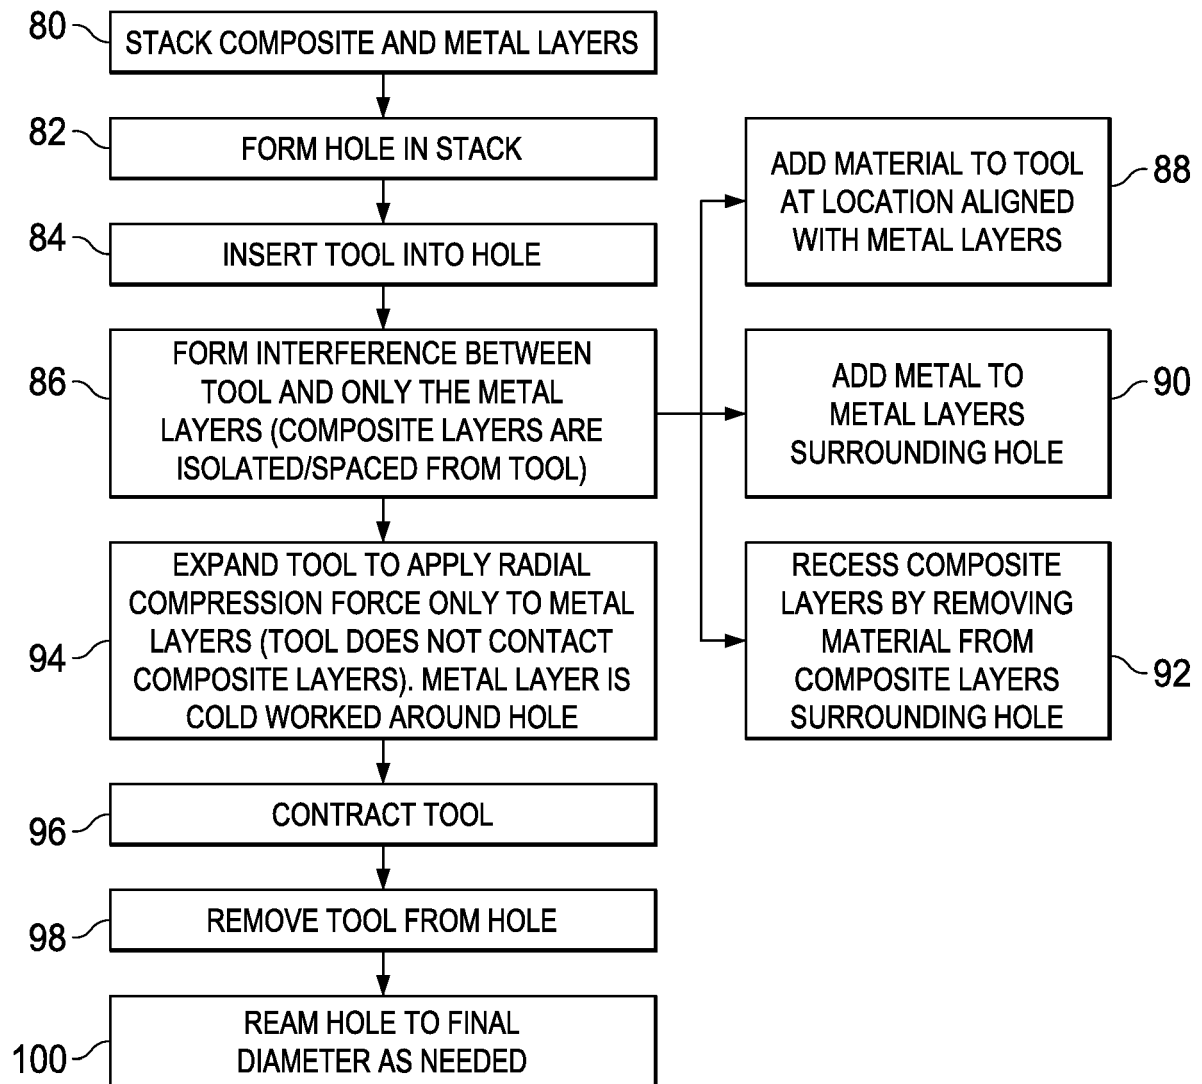 80
STACK COMPOSITE AND METAL LAYERS
82
FORM HOLE IN STACK
84
INSERT TOOL INTO HOLE
86
FORM INTERFERENCE BETWEEN
TOOL AND ONLY THE METAL
LAYERS (COMPOSITE LAYERS ARE
ISOLATED/SPACED FROM TOOL)
ADD MATERIAL TO TOOL
AT LOCATION ALIGNED
WITH METAL LAYERS
88
ADD METAL TO
METAL LAYERS
SURROUNDING HOLE
90
RECESS COMPOSITE
LAYERS BY REMOVING
MATERIAL FROM
COMPOSITE LAYERS
SURROUNDING HOLE
92
94
EXPAND TOOL TO APPLY RADIAL
COMPRESSION FORCE ONLY TO METAL
LAYERS (TOOL DOES NOT CONTACT
COMPOSITE LAYERS). METAL LAYER IS
COLD WORKED AROUND HOLE
96
CONTRACT TOOL
98
REMOVE TOOL FROM HOLE
100
REAM HOLE TO FINAL
DIAMETER AS NEEDED